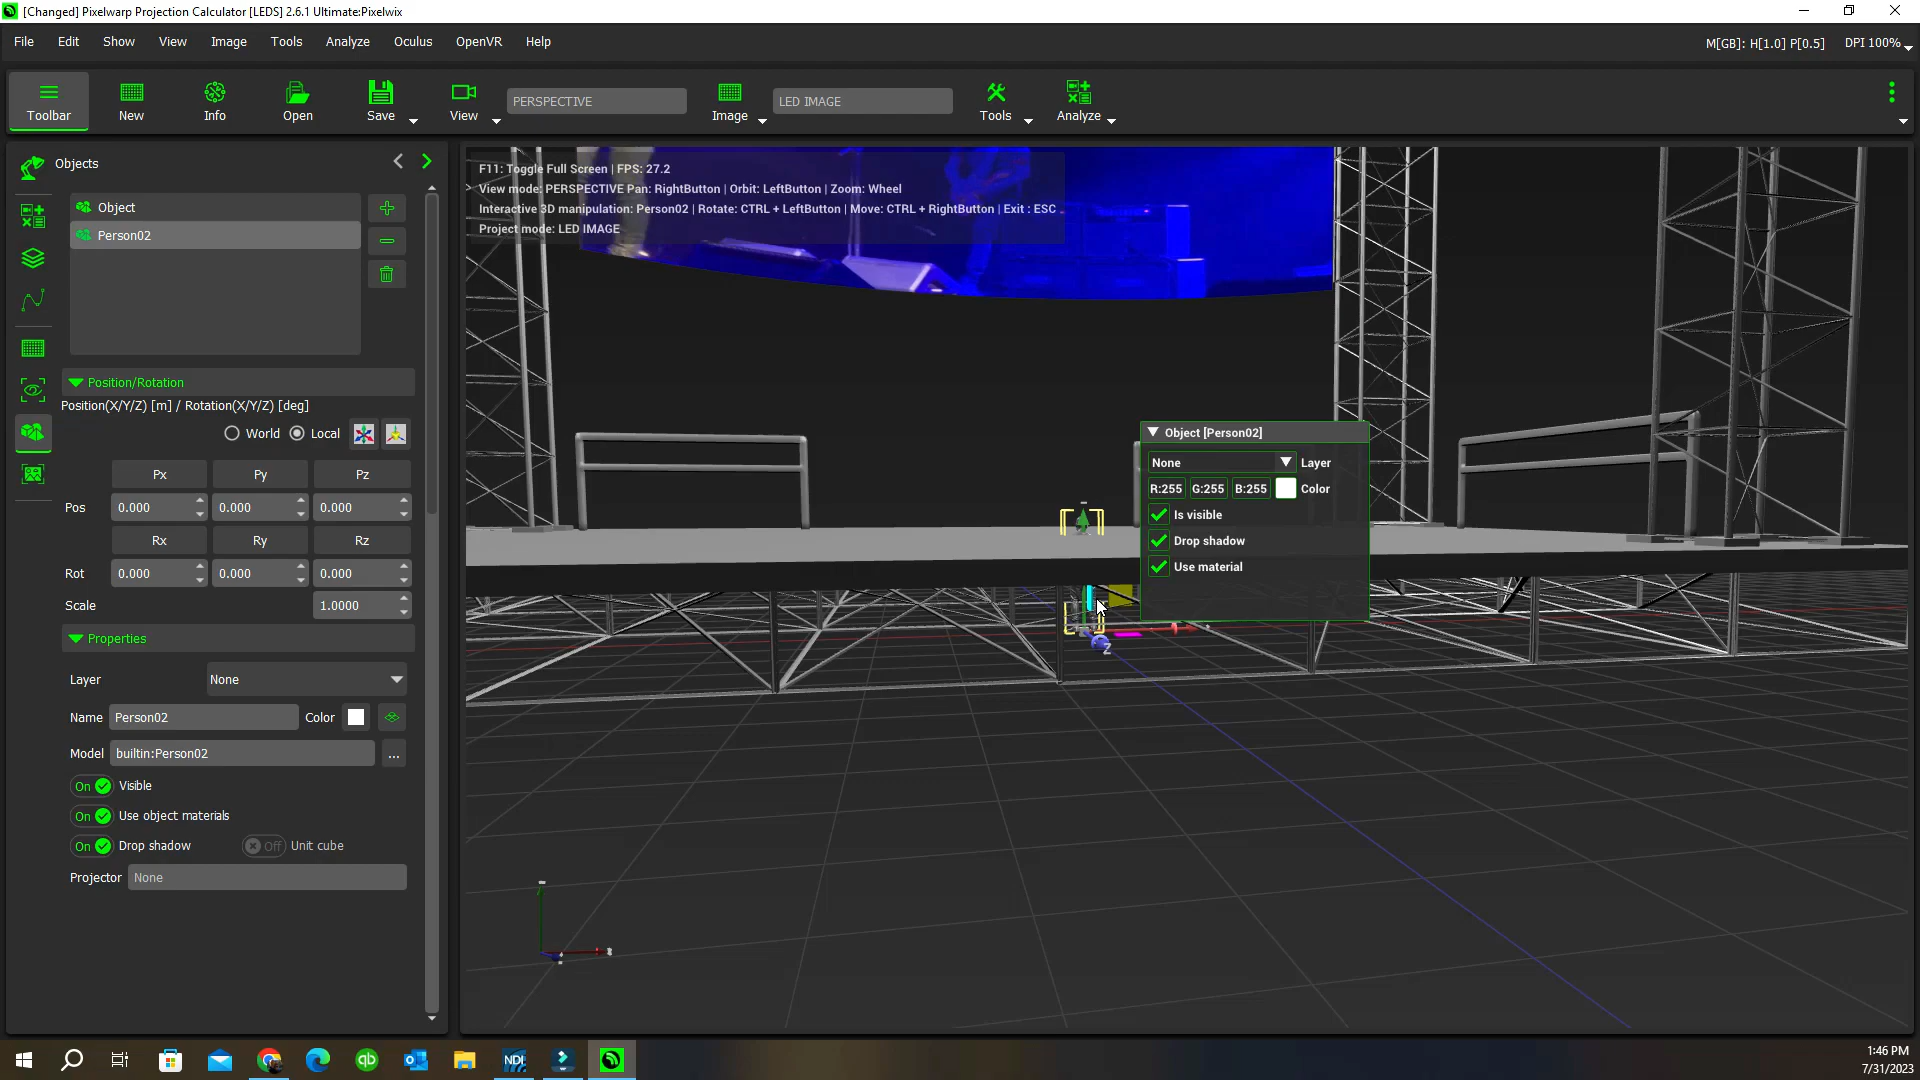 [Changed] Pixelwarp Projection Calculator [LEDS] 2.6.1 Ultimate:Pixelwix
File Edit Show View Image Tools Analyze Oculus OpenVR Help M[GB]: H[1.0] P[0.5] DPI 100%
Toolbar New Info Open Save View PERSPECTIVE Image LED IMAGE Tools Analyze
Objects
Object
Person02
Position/Rotation
Position(X/Y/Z) [m] / Rotation(X/Y/Z) [deg]
World Local
Px Py Pz
Pos 0.000 0.000 0.000
Rx Ry Rz
Rot 0.000 0.000 0.000
Scale 1.0000
Properties
Layer None
Name Person02 Color
Model builtin:Person02 ...
On Visible
On Use object materials
On Drop shadow Off Unit cube
Projector None
F11: Toggle Full Screen | FPS: 27.2
View mode: PERSPECTIVE Pan: RightButton | Orbit: LeftButton | Zoom: Wheel
Interactive 3D manipulation: Person02 | Rotate: CTRL + LeftButton | Move: CTRL + RightButton | Exit : ESC
Project mode: LED IMAGE
Object [Person02]
None Layer
R:255 G:255 B:255 Color
Is visible
Drop shadow
Use material
Z
qb NDI
1:46 PM
7/31/2023